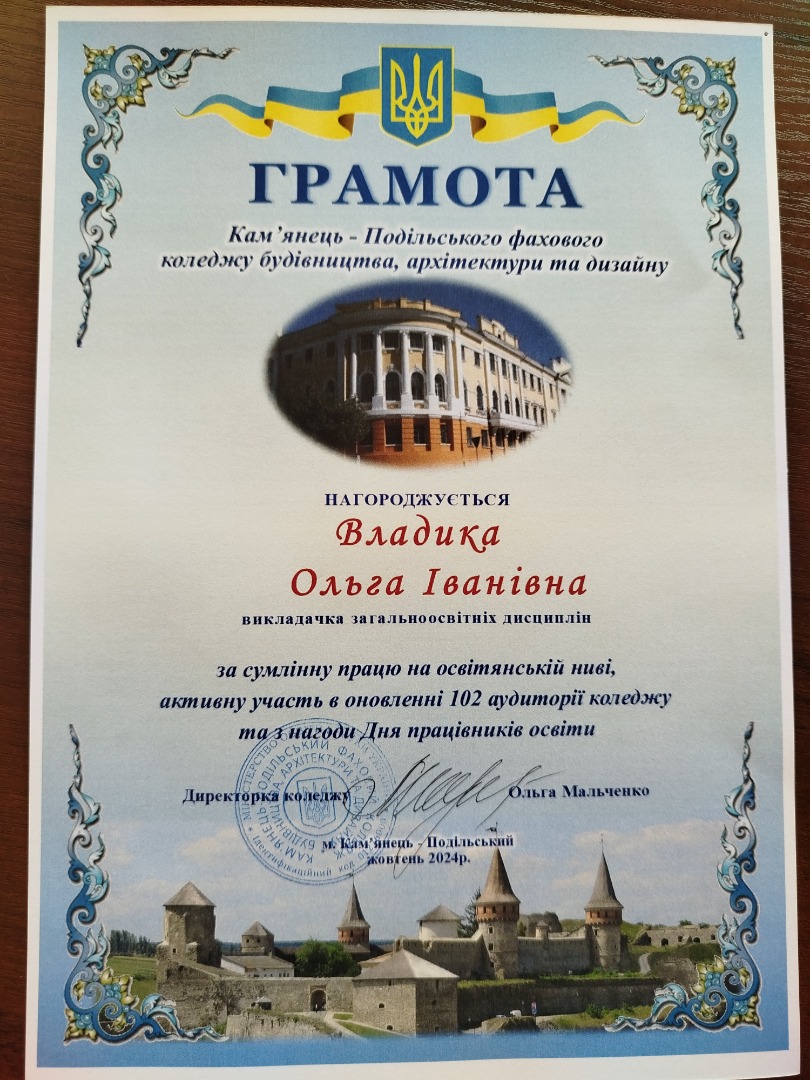 ГРАМОТА
Кам’янець - Подільського фахового
коледжу будівництва, архітектури та дизайну
НАГОРОДЖУЄТЬСЯ
Владика
Ольга Іванівна
викладачка загальноосвітніх дисциплін
за сумлінну працю на освітянській ниві,
активну участь в оновленні 102 аудиторії коледжу
та з нагоди Дня працівників освіти
Директорка коледжу Ольга Мальченко
м. Кам’янець - Подільський
жовтень 2024р.